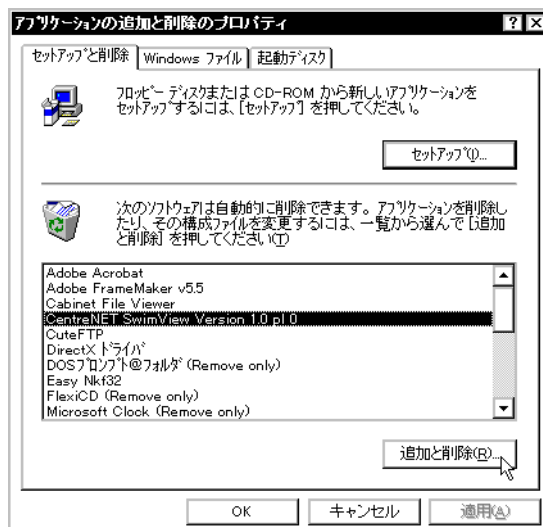 アプリケーションの追加と削除のプロパティ
セットアップと削除 Windows ファイル 起動ディスク
フロッピー ディスクまたは CD-ROM から新しいアプリケーションを
セットアップするには、[セットアップ] を押してください。
セットアップ(I)...
次のソフトウェアは自動的に削除できます。アプリケーションを削除し
たり、その構成ファイルを変更するには、一覧から選んで [追加
と削除] を押してください(T)
Adobe Acrobat
Adobe FrameMaker v5.5
Cabinet File Viewer
CentreNET SwimView Version 1.0 pl 0
CuteFTP
DirectX ドライバ
DOSプロンプト@フォルダ (Remove only)
Easy Nkf32
FlexiCD (Remove only)
Microsoft Clock (Remove only)
追加と削除(R)...
OK キャンセル 適用(A)